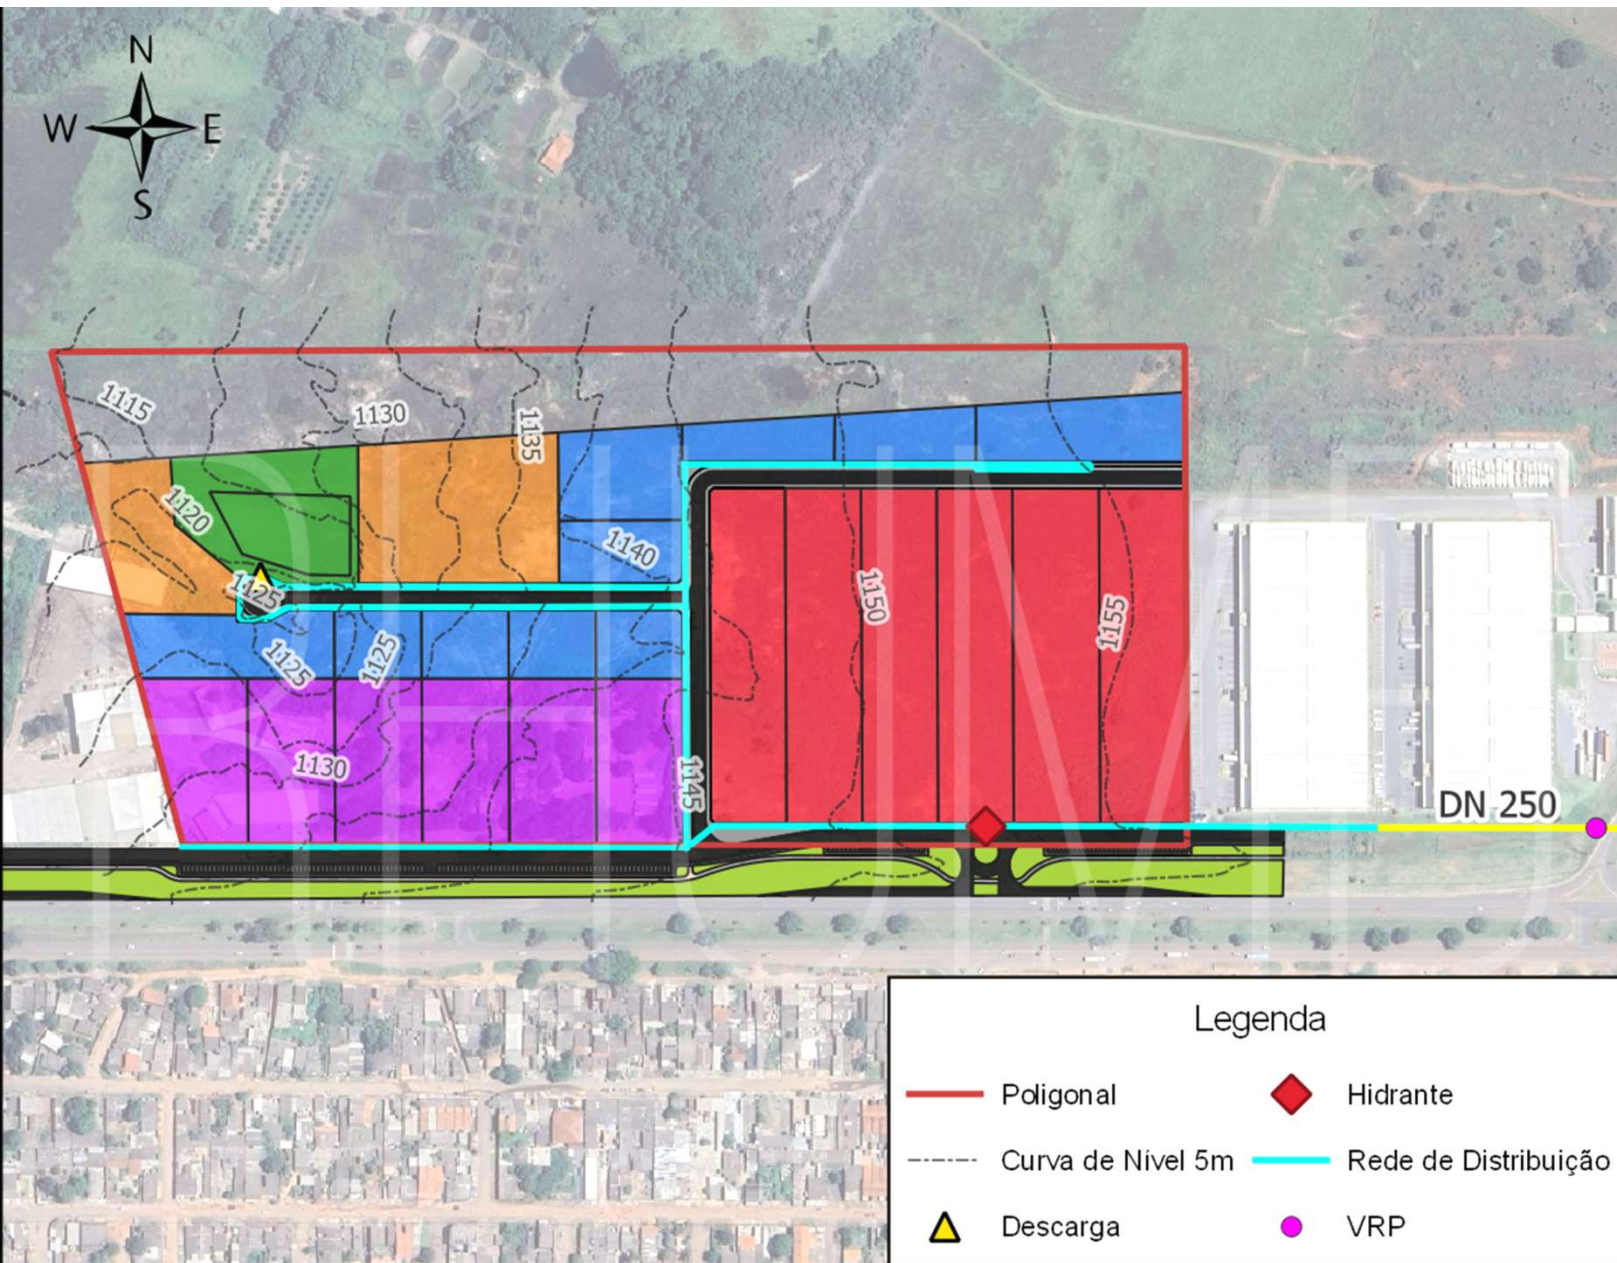 N
W E
S
1115
1130
1135
1120
1140
1125
1150
1155
1125
1125
1130
1145
DN 250
RHUMB
Legenda
Poligonal
Hidrante
Curva de Nível 5m
Rede de Distribuição
Descarga
VRP